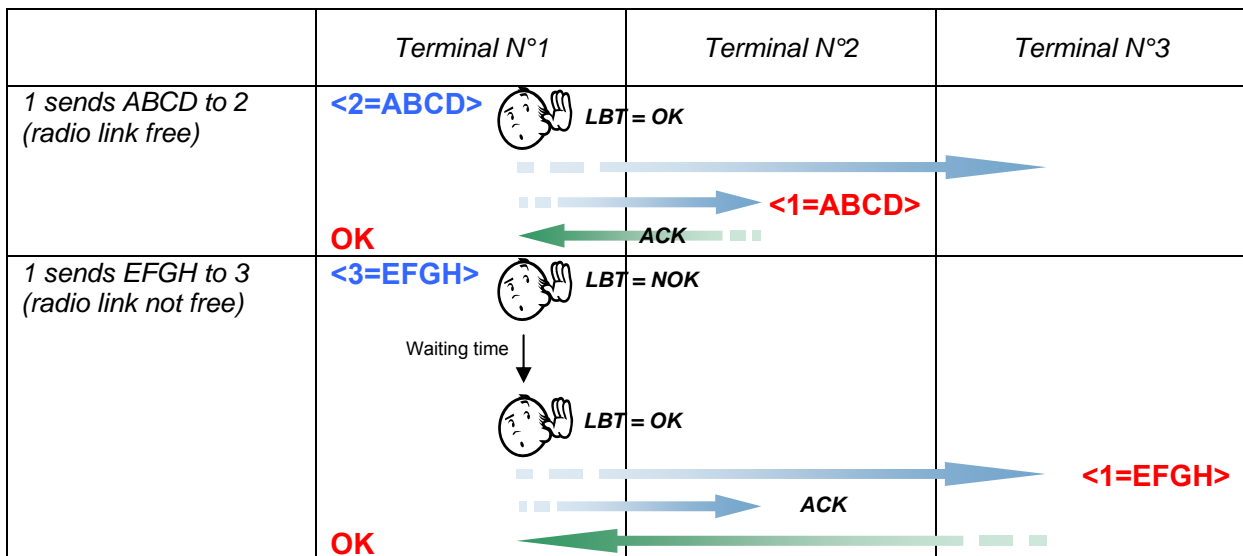 Terminal N°1 Terminal N°2 Terminal N°3
1 sends ABCD to 2
(radio link free)
<2=ABCD>
LBT = OK
<1=ABCD>
OK
ACK
1 sends EFGH to 3
(radio link not free)
<3=EFGH>
LBT = NOK
Waiting time
LBT = OK
<1=EFGH>
ACK
OK